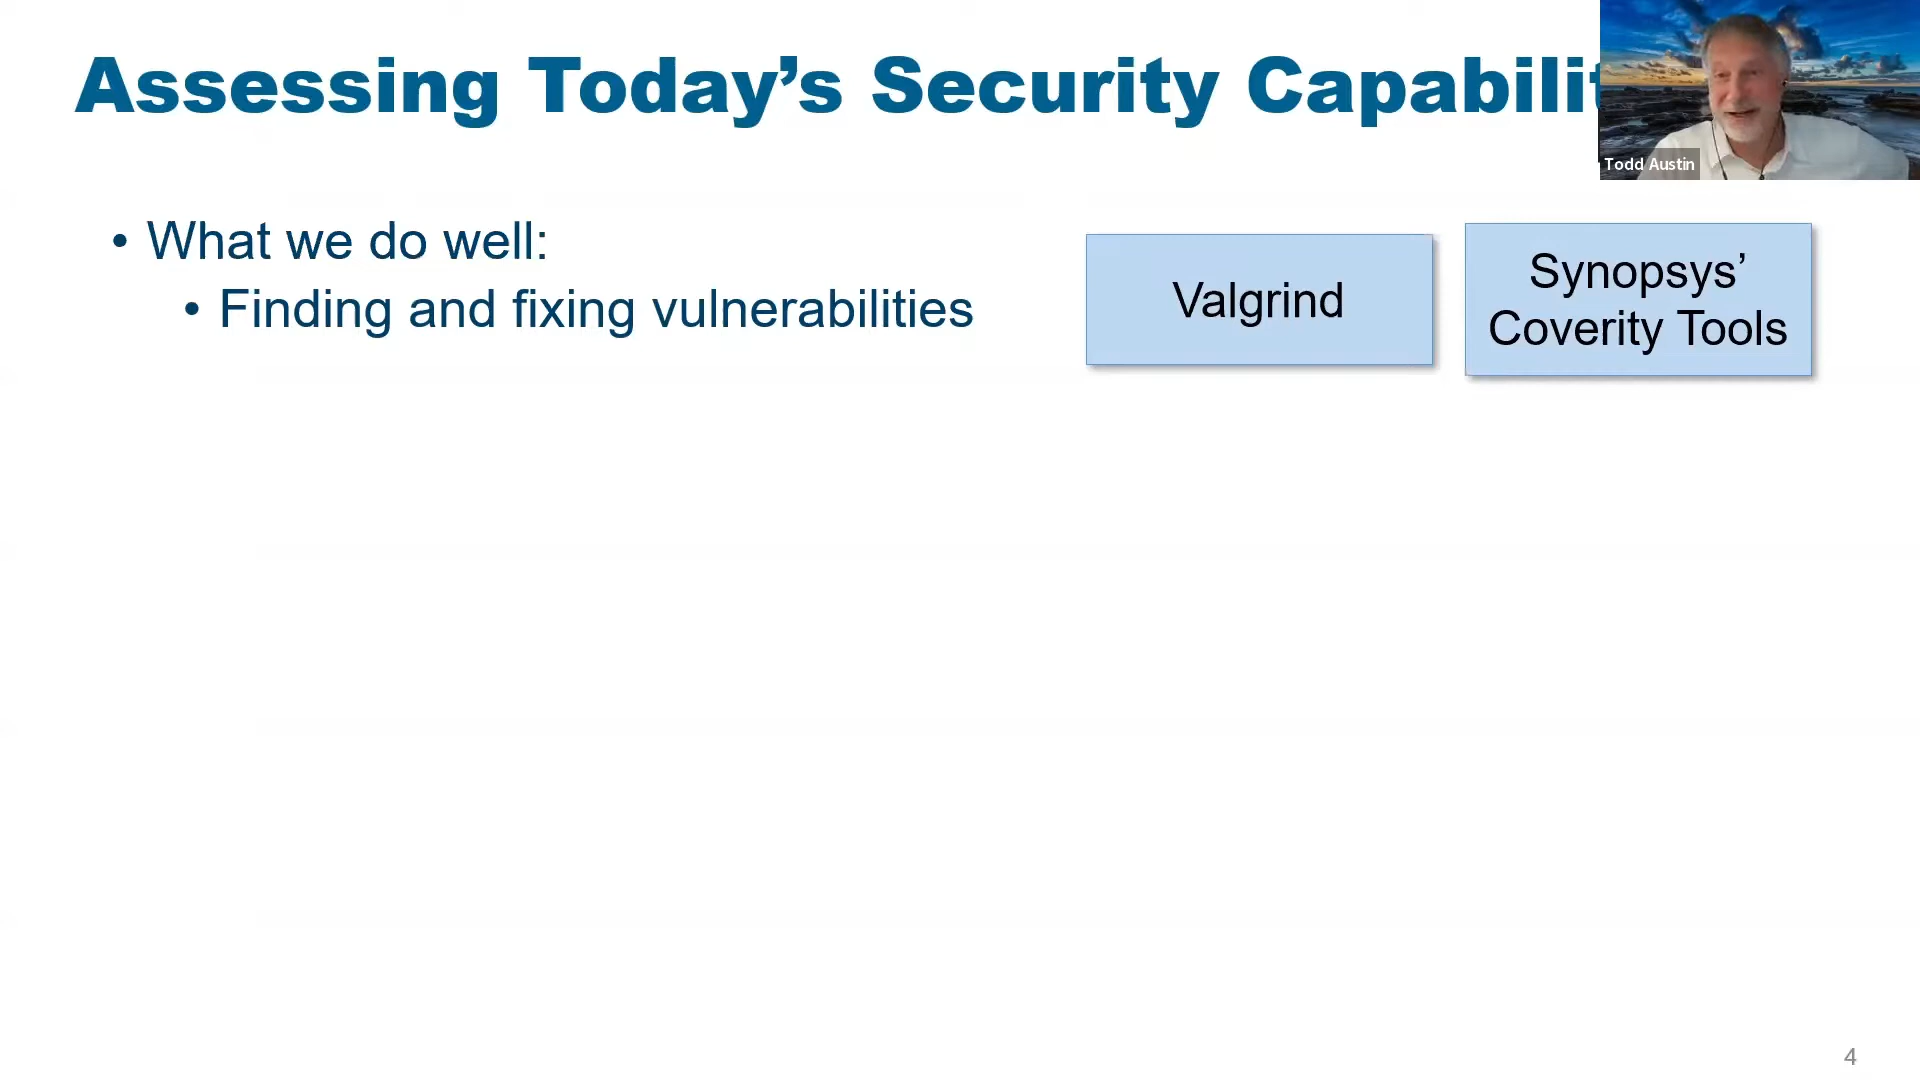 Assessing Today’s Security Capabilit
Todd Austin
• What we do well:
• Finding and fixing vulnerabilities
Valgrind
Synopsys’
Coverity Tools
4